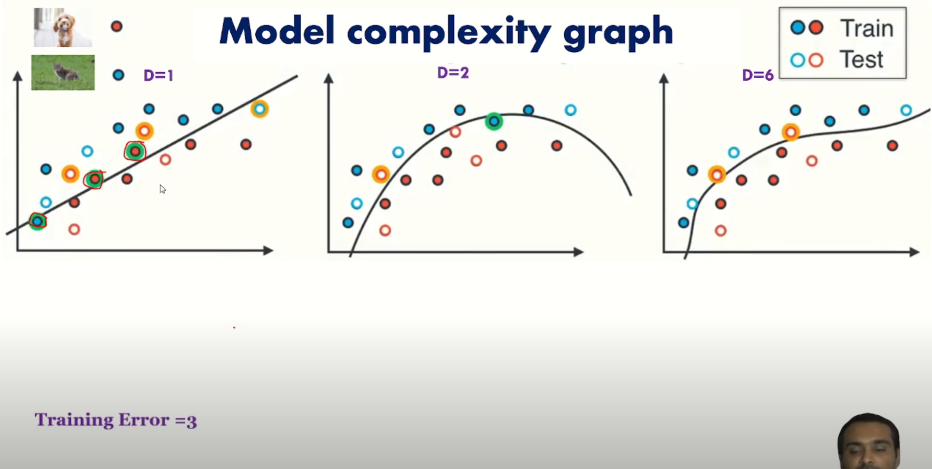 Model complexity graph
Train
Test
D=1
D=2
D=6
Training Error =3